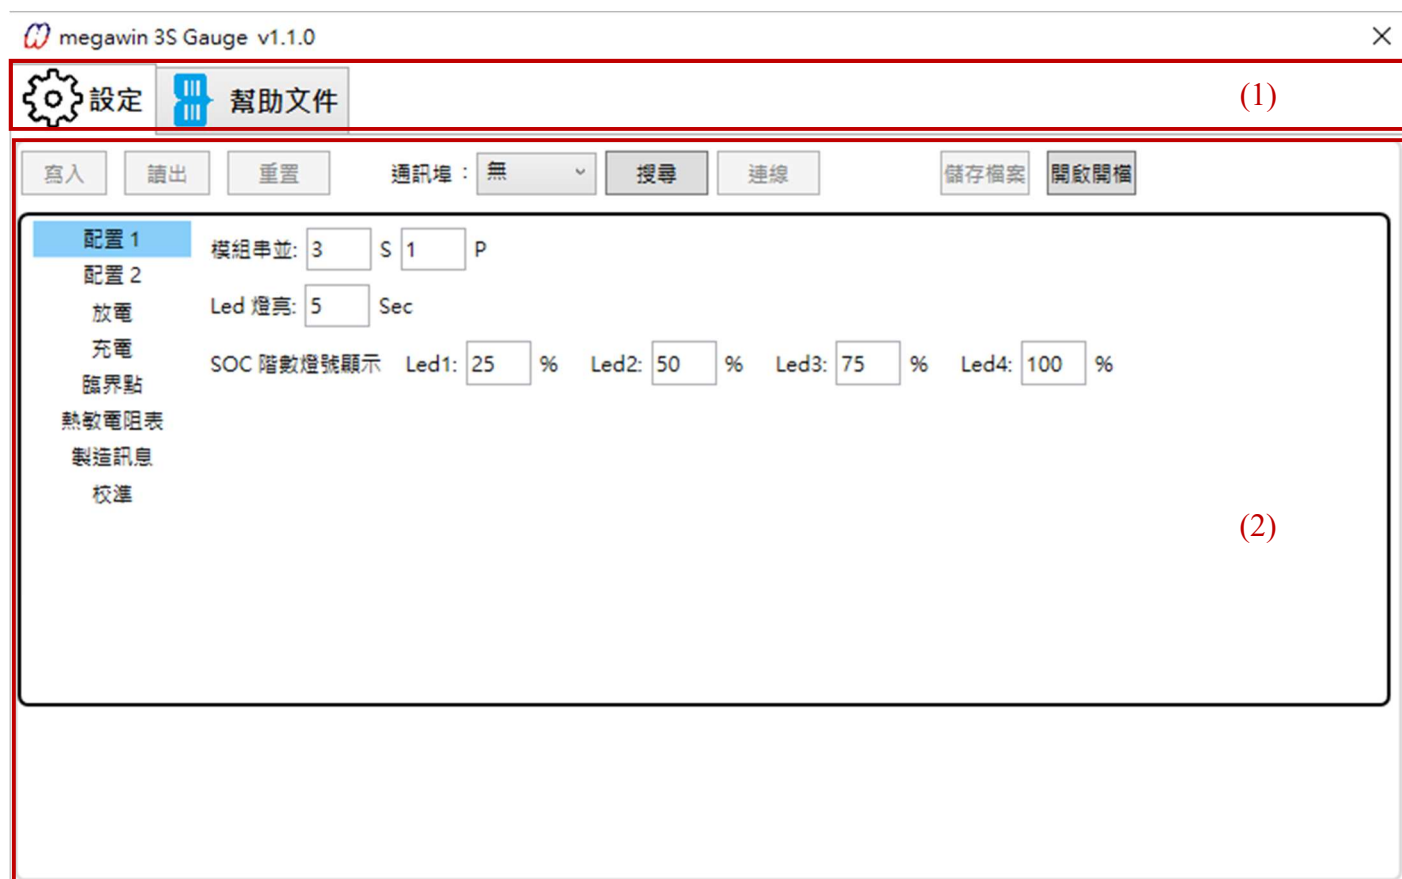 megawin 3S Gauge v1.1.0
設定 幫助文件 (1)
寫入 讀出 重置 通訊埠： 無 搜尋 連線 儲存檔案 開啟開檔
配置 1
配置 2
放電
充電
臨界點
熱敏電阻表
製造訊息
校準
模組串並: 3 S 1 P
Led 燈亮: 5 Sec
SOC 階數燈號顯示 Led1: 25 % Led2: 50 % Led3: 75 % Led4: 100 %
(2)